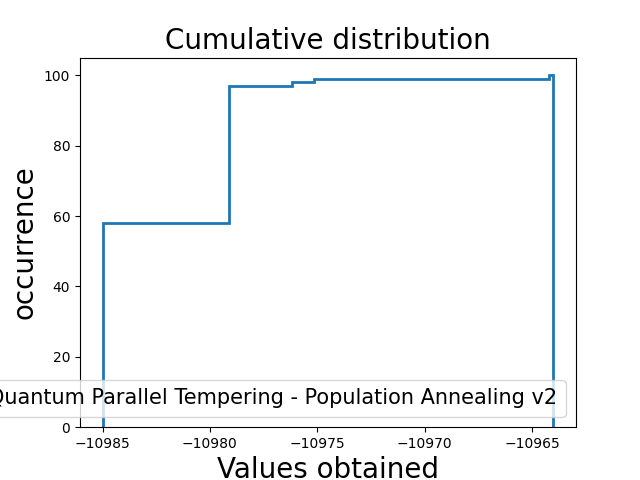 Cumulative distribution
occurrence
100
80
60
40
20
0
Quantum Parallel Tempering - Population Annealing v2
−10985 −10980 −10975 −10970 −10965
Values obtained